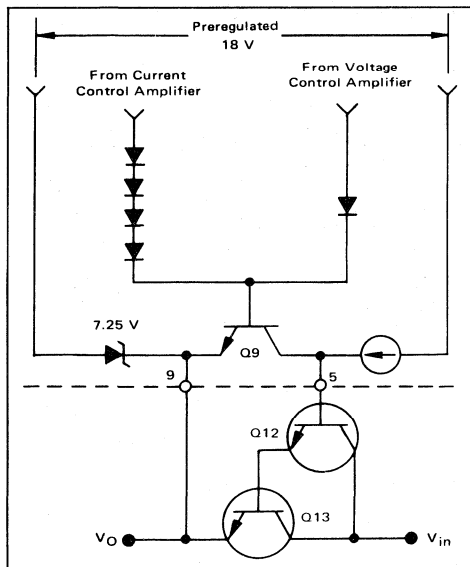 Preregulated
18 V
From Current
Control Amplifier
From Voltage
Control Amplifier
7.25 V
Q9
9
5
Q12
Q13
VO
Vin